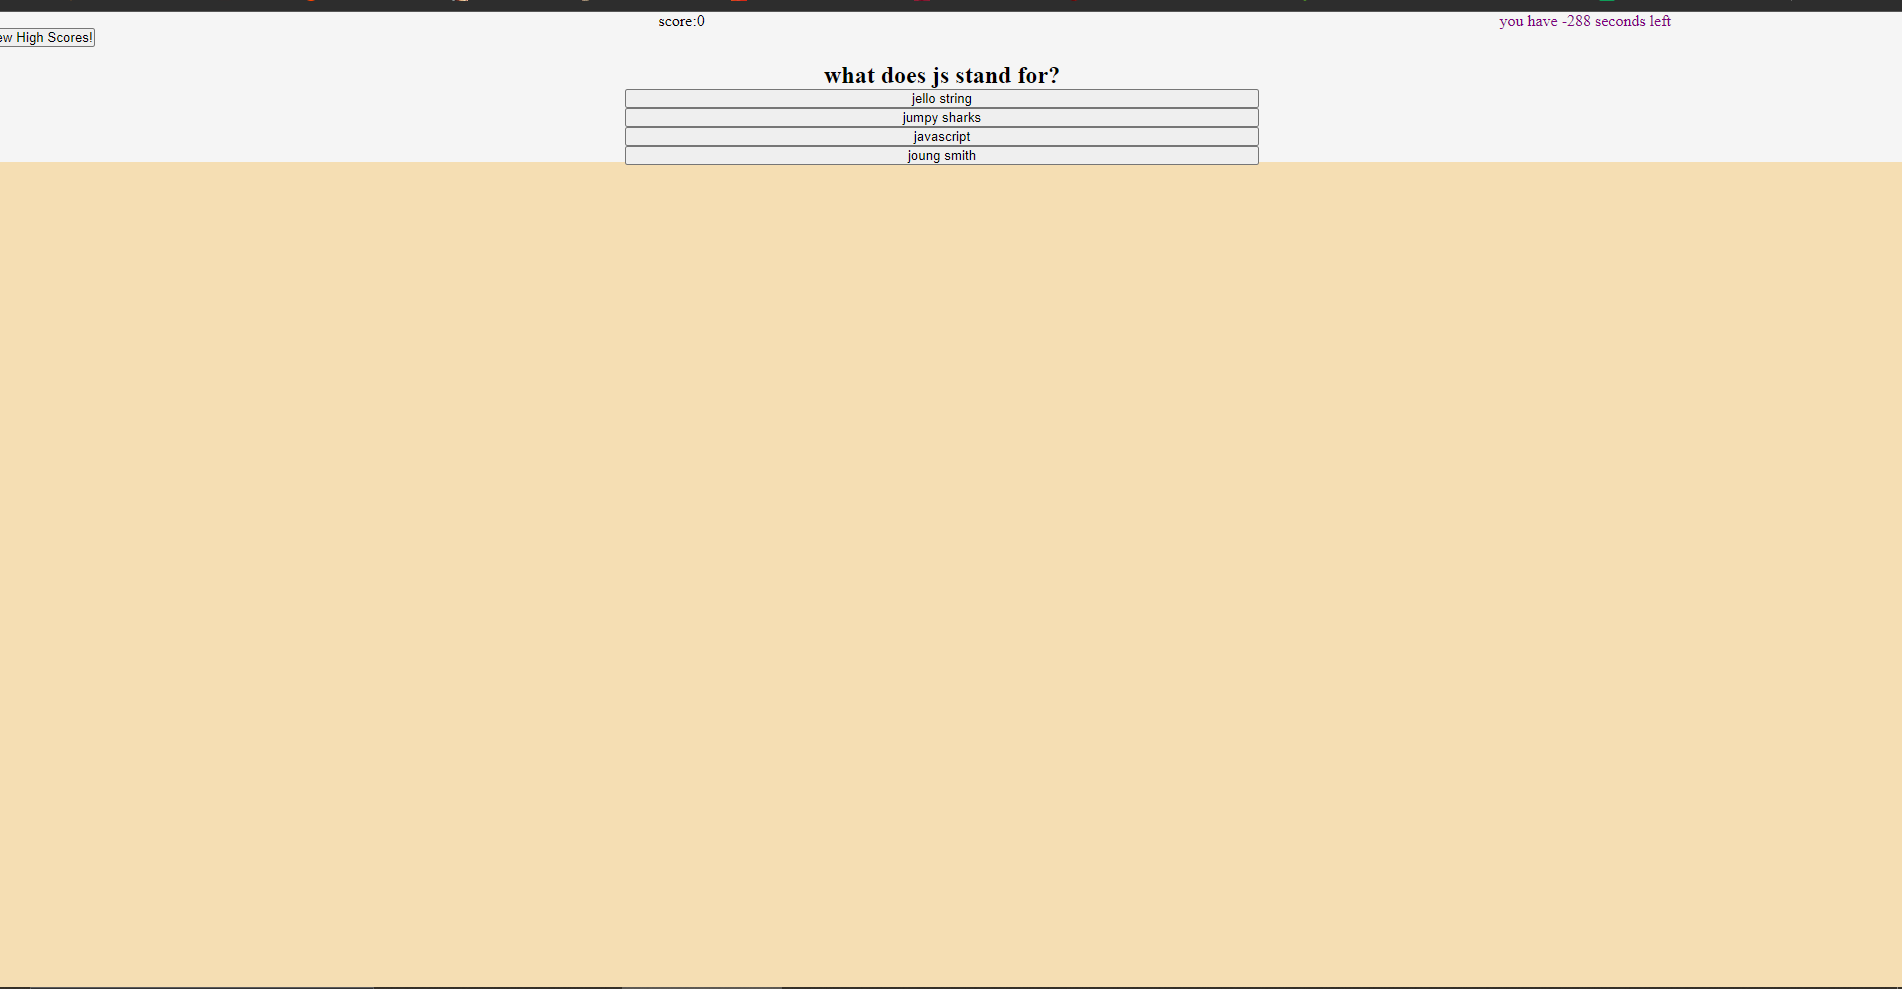 score:0
you have -288 seconds left
High Scores!
what does js stand for?
jello string
jumpy sharks
javascript
joung smith